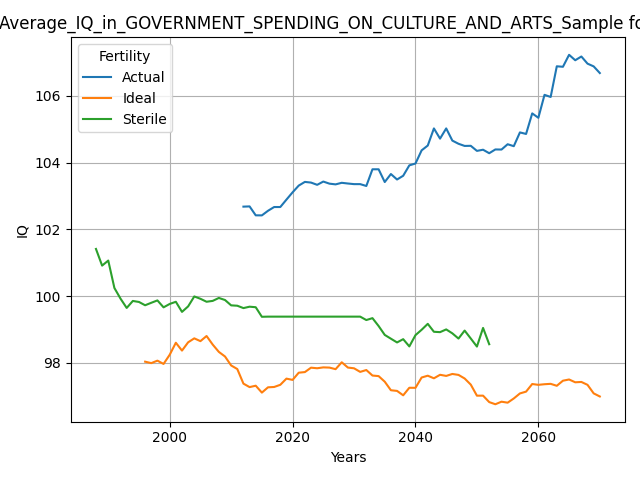 Average_IQ_in_GOVERNMENT_SPENDING_ON_CULTURE_AND_ARTS_Sample fo
Fertility
Actual
Ideal
Sterile
106
104
102
100
98
IQ
2000 2020 2040 2060
Years